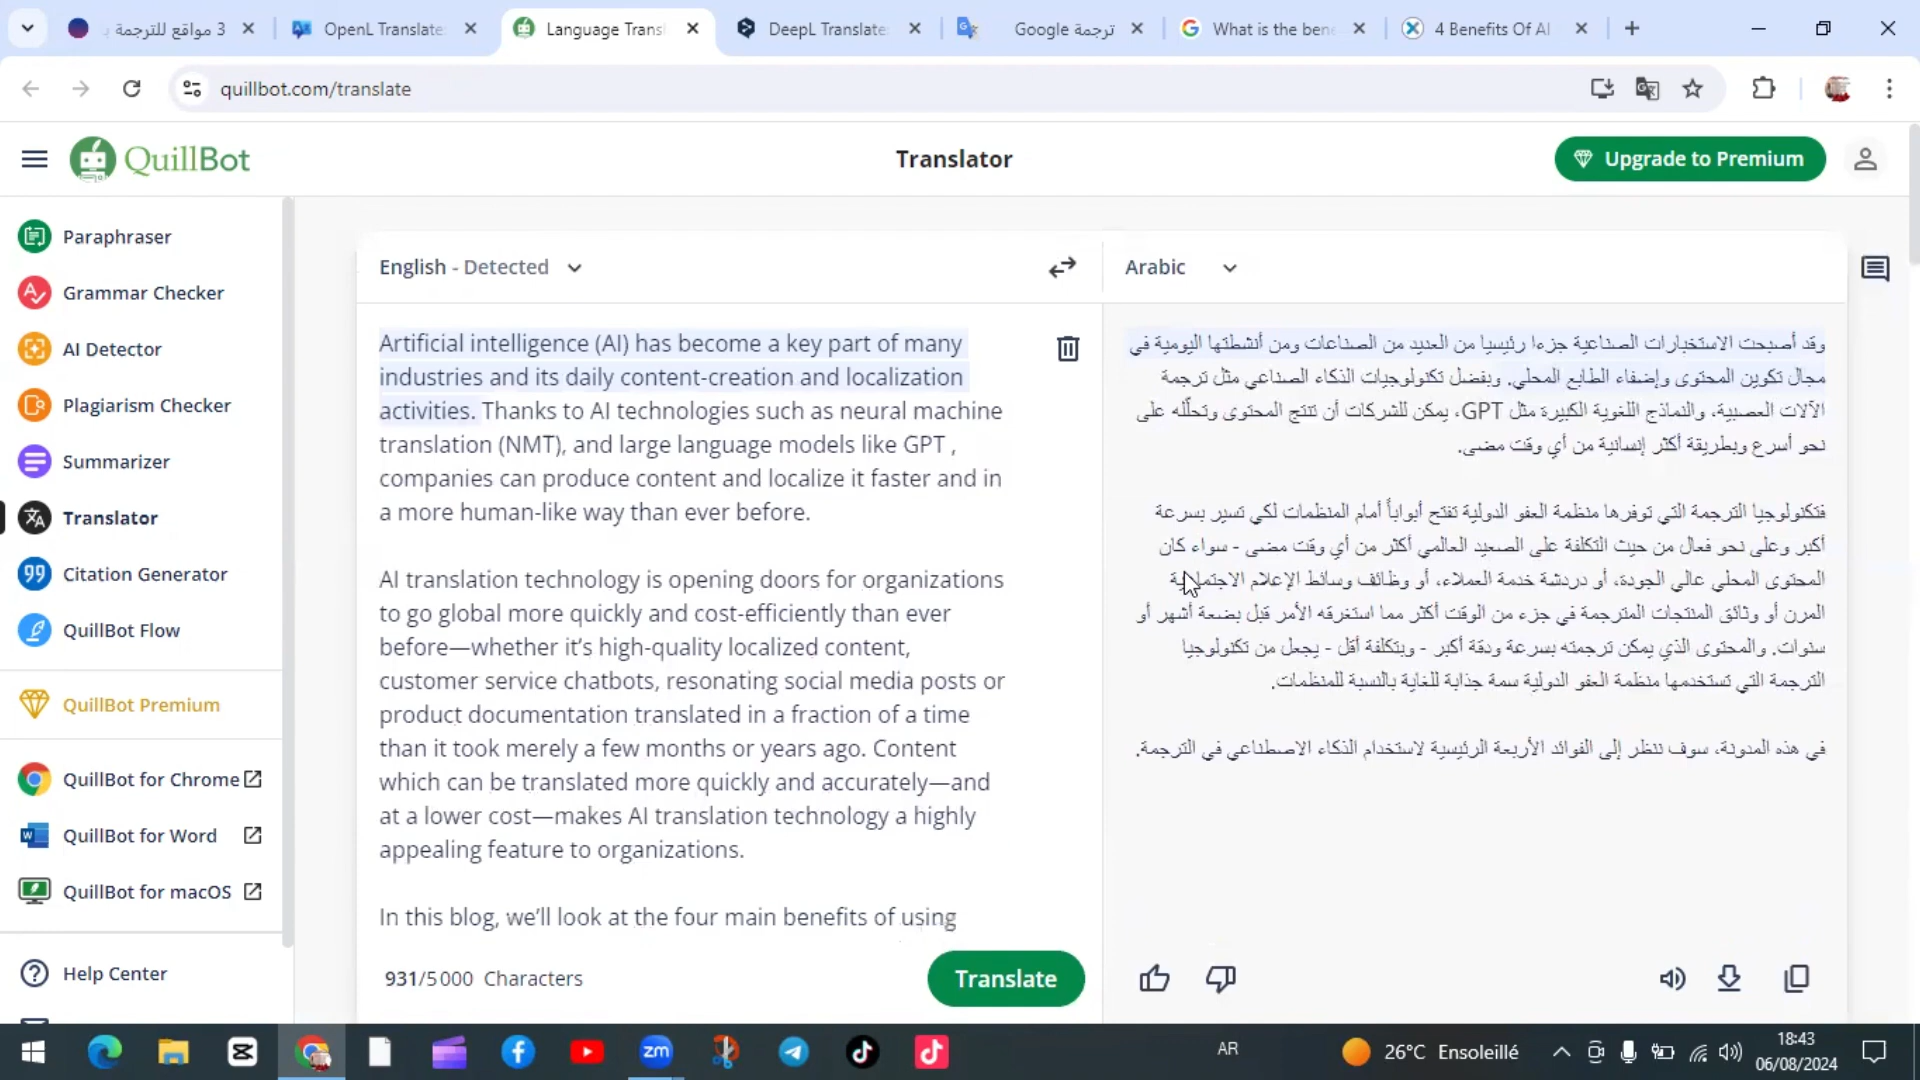 3 مواقع للترجمة ب
OpenL Translate
Language Transl
DeepL Translate
ترجمة Google
What is the bene
4 Benefits Of AI
quillbot.com/translate
QuillBot
Translator
Upgrade to Premium
Paraphraser
Grammar Checker
AI Detector
Plagiarism Checker
Summarizer
Translator
Citation Generator
QuillBot Flow
QuillBot Premium
QuillBot for Chrome
QuillBot for Word
QuillBot for macOS
Help Center
English - Detected
Artificial intelligence (AI) has become a key part of many
industries and its daily content-creation and localization
activities. Thanks to AI technologies such as neural machine
translation (NMT), and large language models like GPT ,
companies can produce content and localize it faster and in
a more human-like way than ever before.
AI translation technology is opening doors for organizations
to go global more quickly and cost-efficiently than ever
before—whether it’s high-quality localized content,
customer service chatbots, resonating social media posts or
product documentation translated in a fraction of a time
than it took merely a few months or years ago. Content
which can be translated more quickly and accurately—and
at a lower cost—makes AI translation technology a highly
appealing feature to organizations.
In this blog, we’ll look at the four main benefits of using
931/5000 Characters
Translate
Arabic
وقد أصبحت الاستخبارات الصناعية جزءا رئيسيا من العديد من الصناعات ومن أنشطتها اليومية في
مجال تكوين المحتوى وإضفاء الطابع المحلي. وبفضل تكنولوجيات الذكاء الصناعي مثل ترجمة
الآلات العصبية، والنماذج اللغوية الكبيرة مثل GPT، يمكن للشركات أن تنتج المحتوى وتحلّله على
نحو أسرع وبطريقة أكثر إنسانية من أي وقت مضى.
فتكنولوجيا الترجمة التي توفرها منظمة العفو الدولية تفتح أبواباً أمام المنظمات لكي تسير بسرعة
أكبر وعلى نحو فعال من حيث التكلفة على الصعيد العالمي أكثر من أي وقت مضى - سواء كان
المحتوى المحلي عالي الجودة، أو دردشة خدمة العملاء، أو وظائف وسائط الإعلام الاجتماعية
المرن أو وثائق المنتجات المترجمة في جزء من الوقت أكثر مما استغرقه الأمر قبل بضعة أشهر أو
سنوات. والمحتوى الذي يمكن ترجمته بسرعة ودقة أكبر - وبتكلفة أقل - يجعل من تكنولوجيا
الترجمة التي تستخدمها منظمة العفو الدولية سمة جذابة للغاية بالنسبة للمنظمات.
في هذه المدونة، سوف ننظر إلى الفوائد الأربعة الرئيسية لاستخدام الذكاء الاصطناعي في الترجمة.
zm
AR
26°C Ensoleillé
18:43
06/08/2024